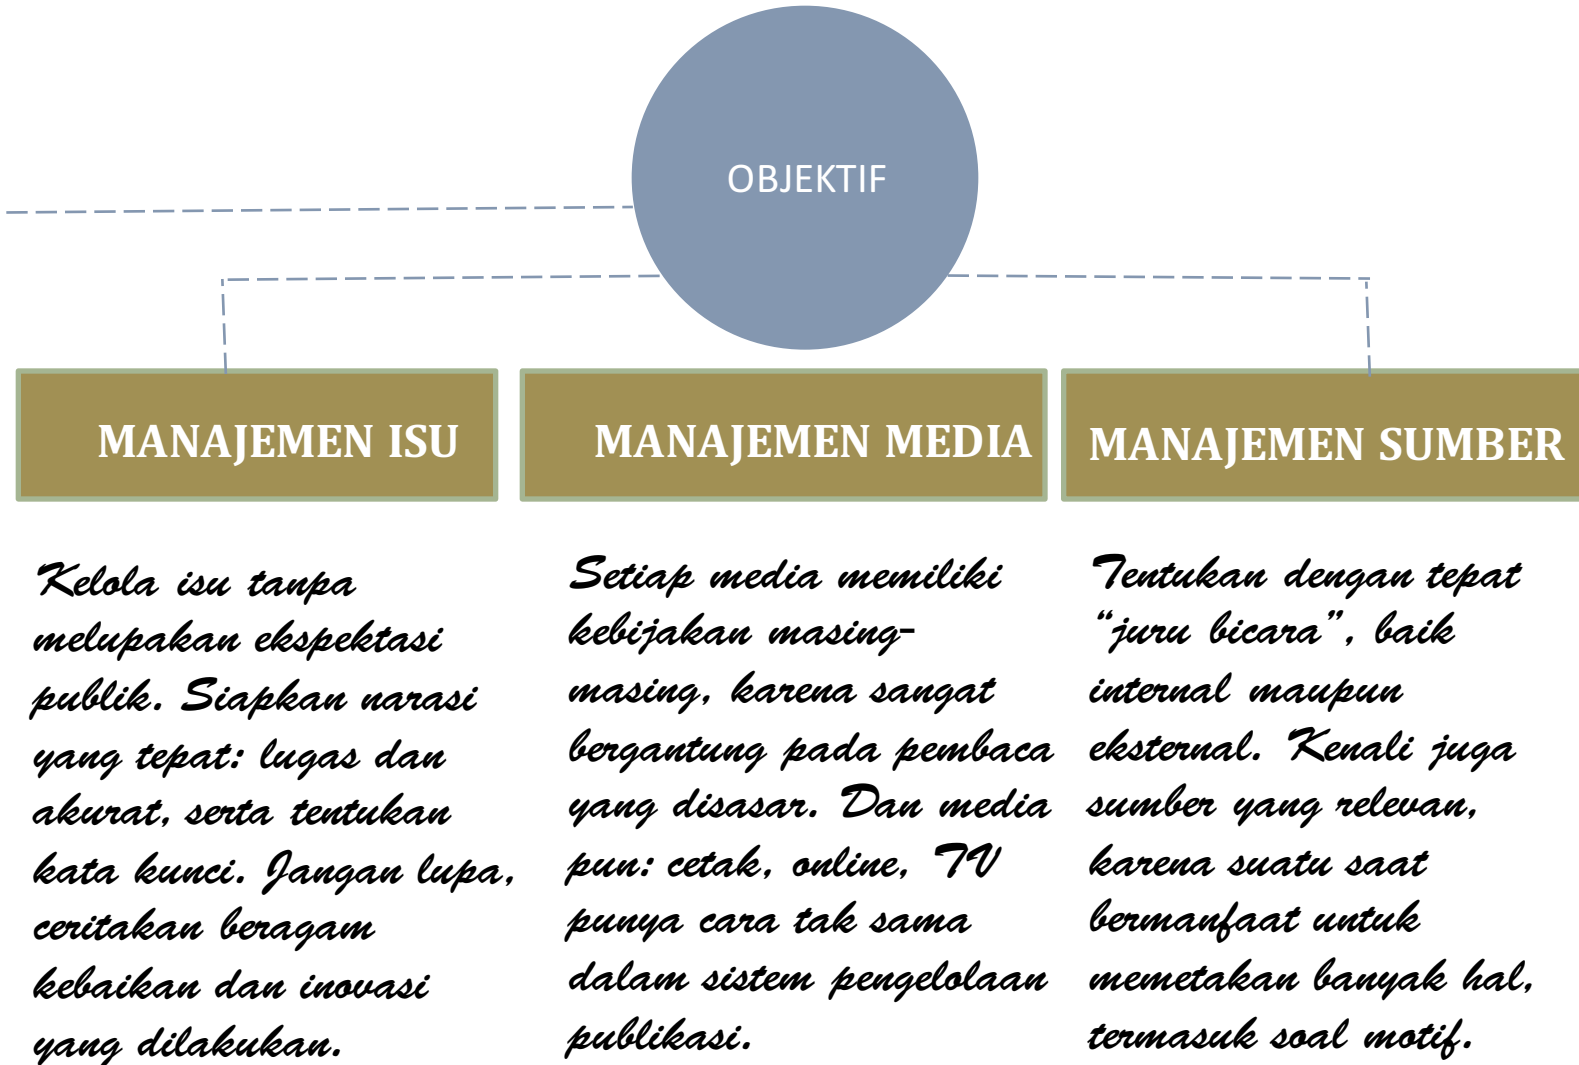 OBJEKTIF
MANAJEMEN ISU
Kelola isu tanpa
melupakan ekspektasi
publik. Siapkan narasi
yang tepat: lugas dan
akurat, serta tentukan
kata kunci. Jangan lupa,
ceritakan beragam
kebaikan dan inovasi
yang dilakukan.
MANAJEMEN MEDIA
Setiap media memiliki
kebijakan masing-
masing, karena sangat
bergantung pada pembaca
yang disasar. Dan media
pun: cetak, online, TV
punya cara tak sama
dalam sistem pengelolaan
publikasi.
MANAJEMEN SUMBER
Tentukan dengan tepat
“juru bicara”, baik
internal maupun
eksternal. Kenali juga
sumber yang relevan,
karena suatu saat
bermanfaat untuk
memetakan banyak hal,
termasuk soal motif.